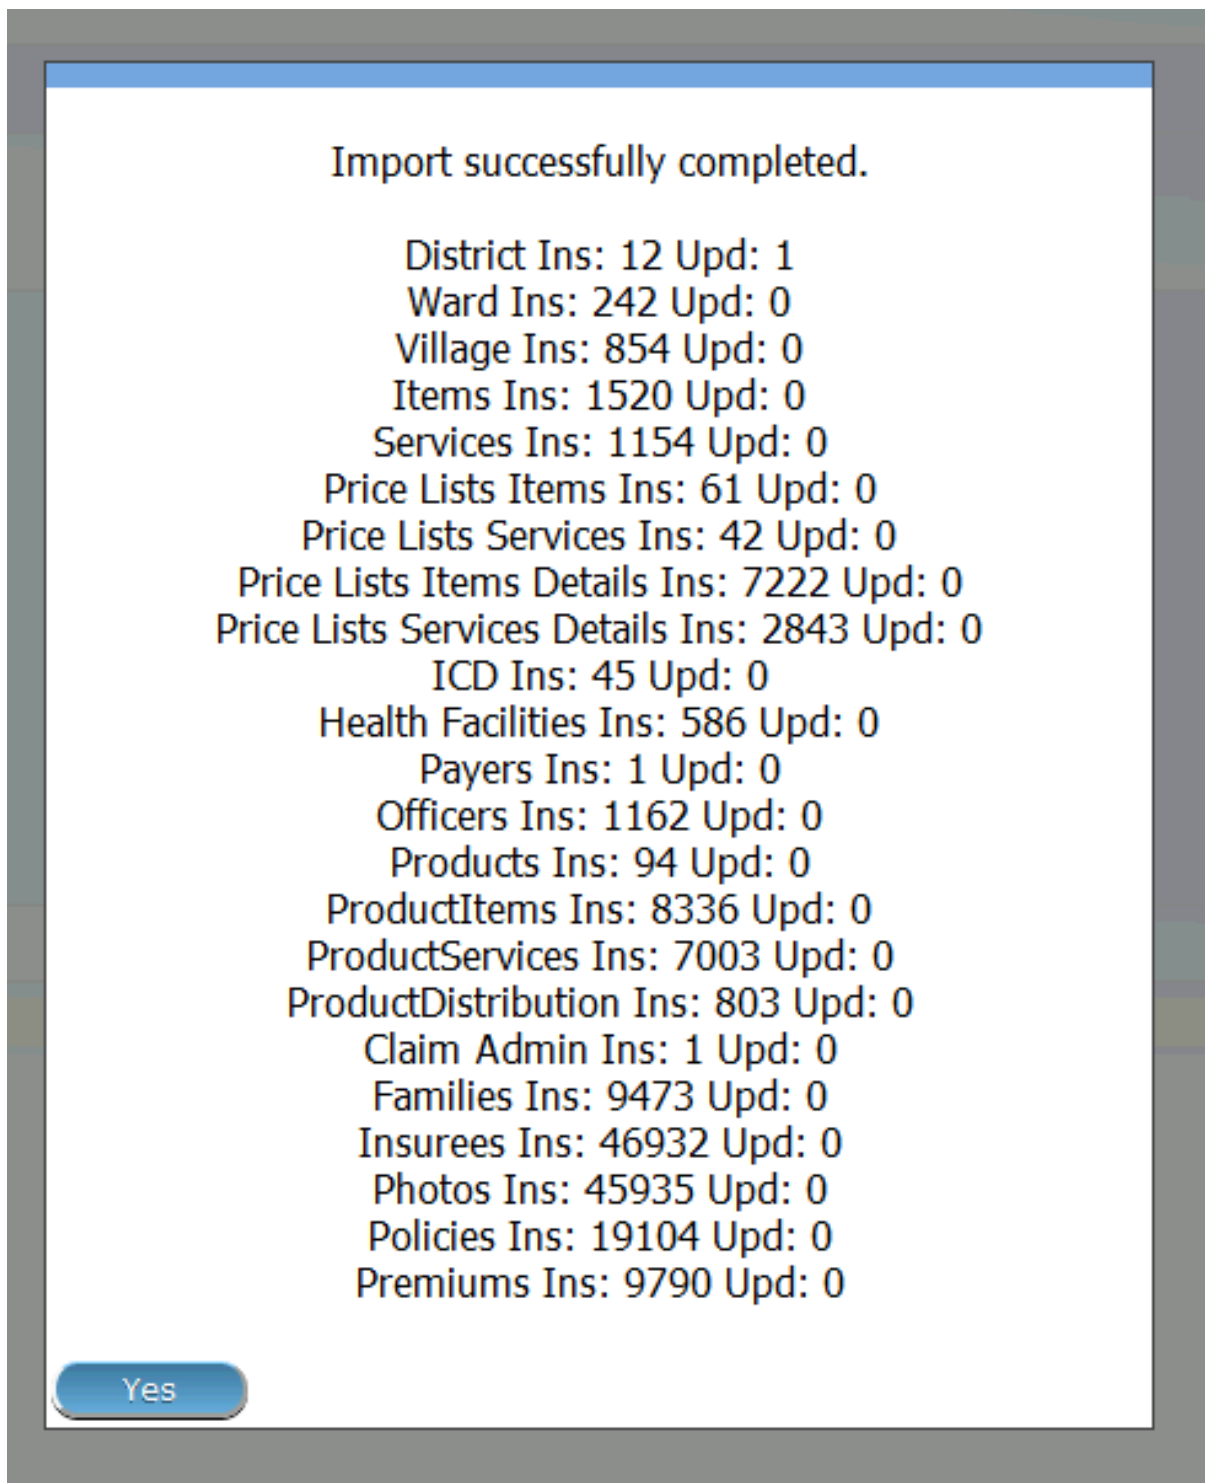 Import successfully completed.
District Ins: 12 Upd: 1
Ward Ins: 242 Upd: 0
Village Ins: 854 Upd: 0
Items Ins: 1520 Upd: 0
Services Ins: 1154 Upd: 0
Price Lists Items Ins: 61 Upd: 0
Price Lists Services Ins: 42 Upd: 0
Price Lists Items Details Ins: 7222 Upd: 0
Price Lists Services Details Ins: 2843 Upd: 0
ICD Ins: 45 Upd: 0
Health Facilities Ins: 586 Upd: 0
Payers Ins: 1 Upd: 0
Officers Ins: 1162 Upd: 0
Products Ins: 94 Upd: 0
ProductItems Ins: 8336 Upd: 0
ProductServices Ins: 7003 Upd: 0
ProductDistribution Ins: 803 Upd: 0
Claim Admin Ins: 1 Upd: 0
Families Ins: 9473 Upd: 0
Insurees Ins: 46932 Upd: 0
Photos Ins: 45935 Upd: 0
Policies Ins: 19104 Upd: 0
Premiums Ins: 9790 Upd: 0
Yes